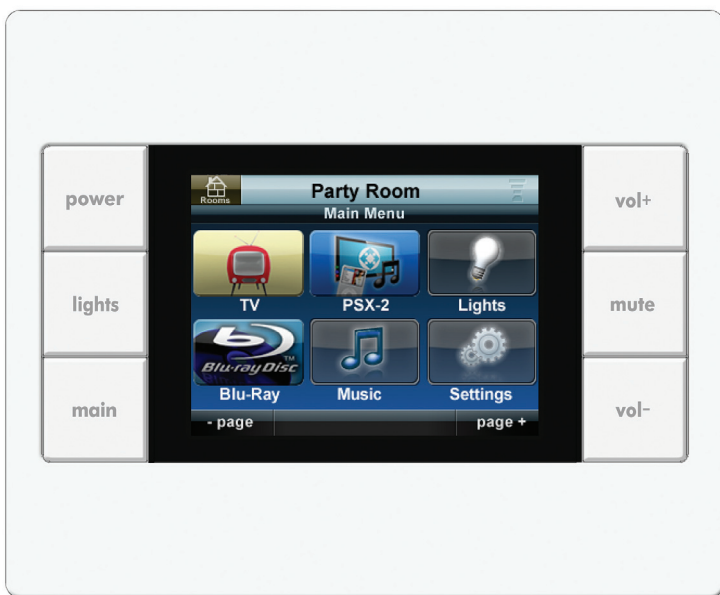 power
lights
main
Rooms
Party Room
Main Menu
TV
PSX-2
Lights
Blu-ray Disc TM
Blu-Ray
Music
Settings
- page
page +
vol+
mute
vol-